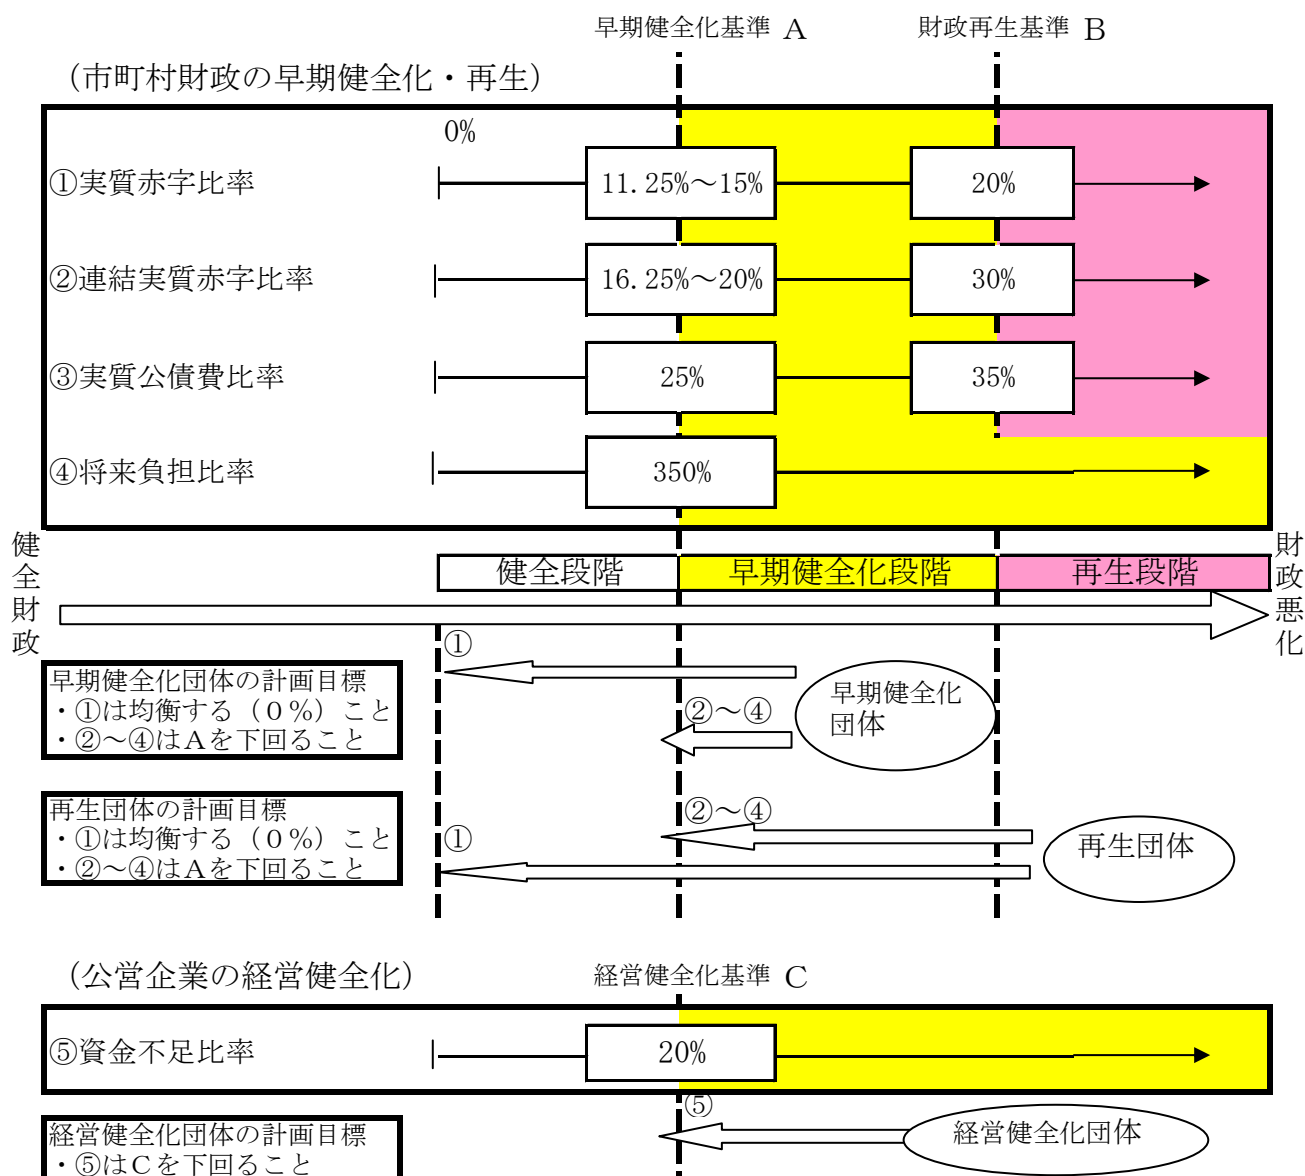 早期健全化基準 A
財政再生基準 B
（市町村財政の早期健全化・再生）
0%
①実質赤字比率
11.25%～15%
20%
②連結実質赤字比率
16.25%～20%
30%
③実質公債費比率
25%
35%
④将来負担比率
350%
健全財政
健全段階
早期健全化段階
再生段階
財政悪化
①
早期健全化団体の計画目標
・①は均衡する（０％）こと
・②～④はＡを下回ること
②～④
早期健全化
団体
再生団体の計画目標
・①は均衡する（０％）こと
・②～④はＡを下回ること
①
②～④
再生団体
（公営企業の経営健全化）
経営健全化基準 C
⑤資金不足比率
20%
⑤
経営健全化団体の計画目標
・⑤はＣを下回ること
経営健全化団体